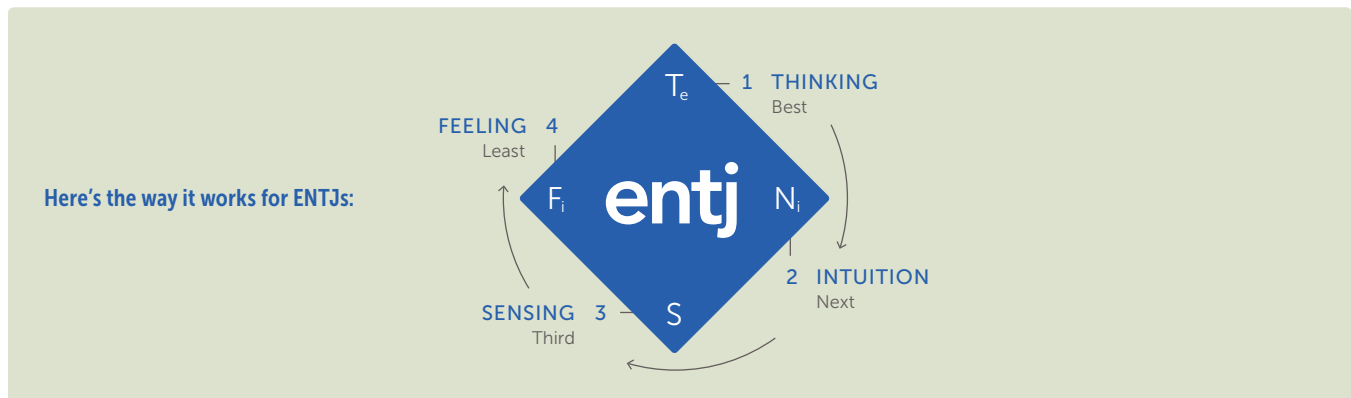 Here's the way it works for ENTJs:
Te
1 THINKING
Best
FEELING 4
Least
Fi
entj
Ni
2 INTUITION
Next
SENSING 3
Third
S